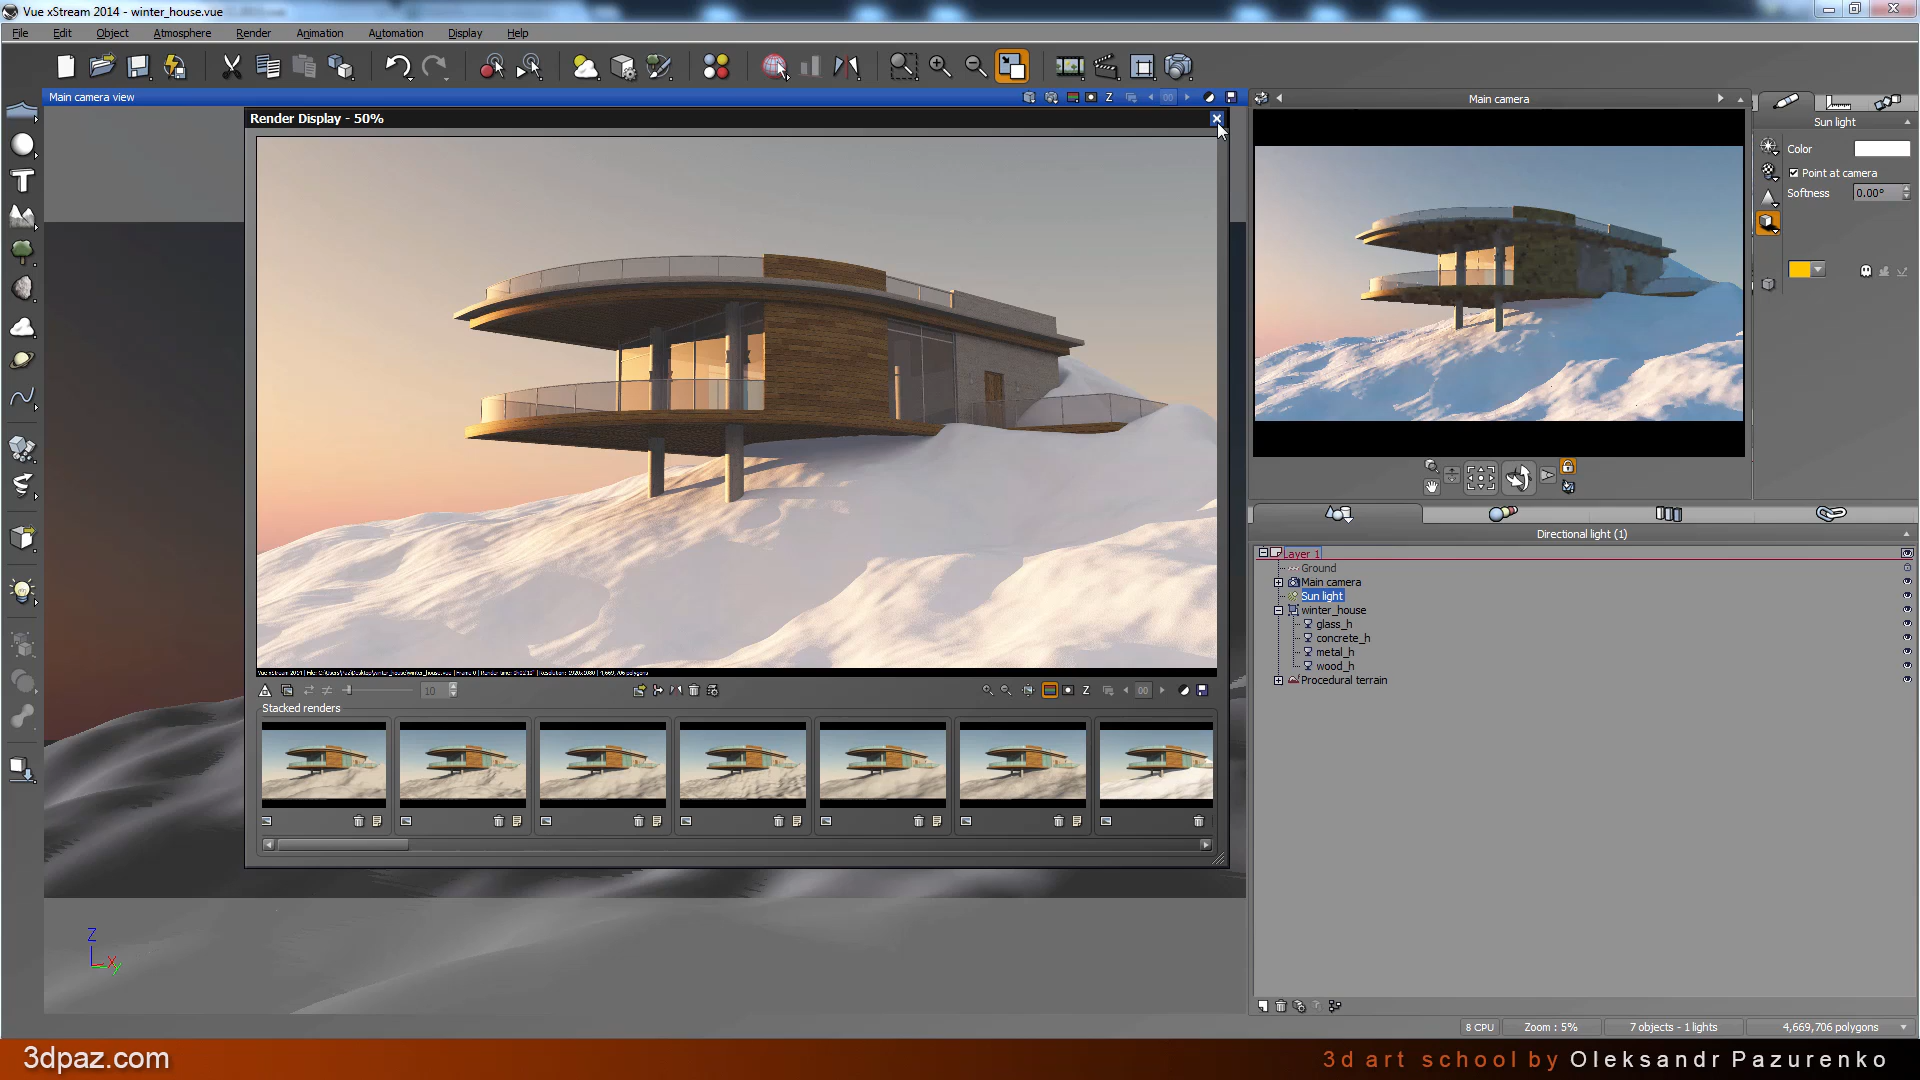 Vue xStream 2014 - winter_house.vue
File Edit Object Atmosphere Render Animation Automation Display Help
Main camera view
Z
00
Main camera
Render Display - 50%
Sun light
Color
Point at camera
Softness 0.00°
10
Z
00
Stacked renders
Directional light (1)
Layer 1
Ground
Main camera
Sun light
winter_house
glass_h
concrete_h
metal_h
wood_h
Procedural terrain
Z
X
y
8 CPU Zoom : 5% 7 objects - 1 lights 4,669,706 polygons
3dpaz.com
3d art school by Oleksandr Pazurenko